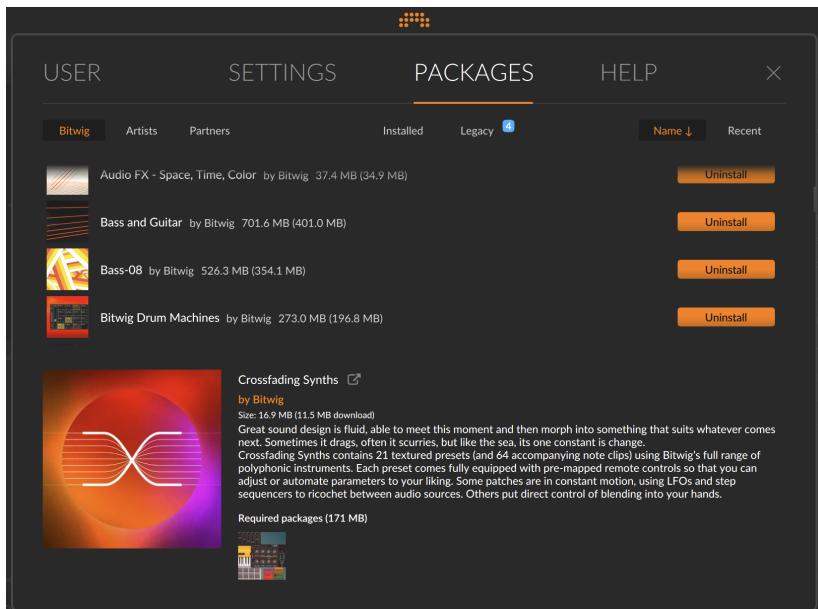 USER SETTINGS PACKAGES HELP
Bitwig Artists Partners Installed Legacy 4 Name ↓ Recent
Audio FX - Space, Time, Color by Bitwig 37.4 MB (34.9 MB) Uninstall
Bass and Guitar by Bitwig 701.6 MB (401.0 MB) Uninstall
Bass-08 by Bitwig 526.3 MB (354.1 MB) Uninstall
Bitwig Drum Machines by Bitwig 273.0 MB (196.8 MB) Uninstall
Crossfading Synths
by Bitwig
Size: 16.9 MB (11.5 MB download)
Great sound design is fluid, able to meet this moment and then morph into something that suits whatever comes
next. Sometimes it drags, often it scurries, but like the sea, its one constant is change.
Crossfading Synths contains 21 textured presets (and 64 accompanying note clips) using Bitwig's full range of
polyphonic instruments. Each preset comes fully equipped with pre-mapped remote controls so that you can
adjust or automate parameters to your liking. Some patches are in constant motion, using LFOs and step
sequencers to ricochet between audio sources. Others put direct control of blending into your hands.
Required packages (171 MB)